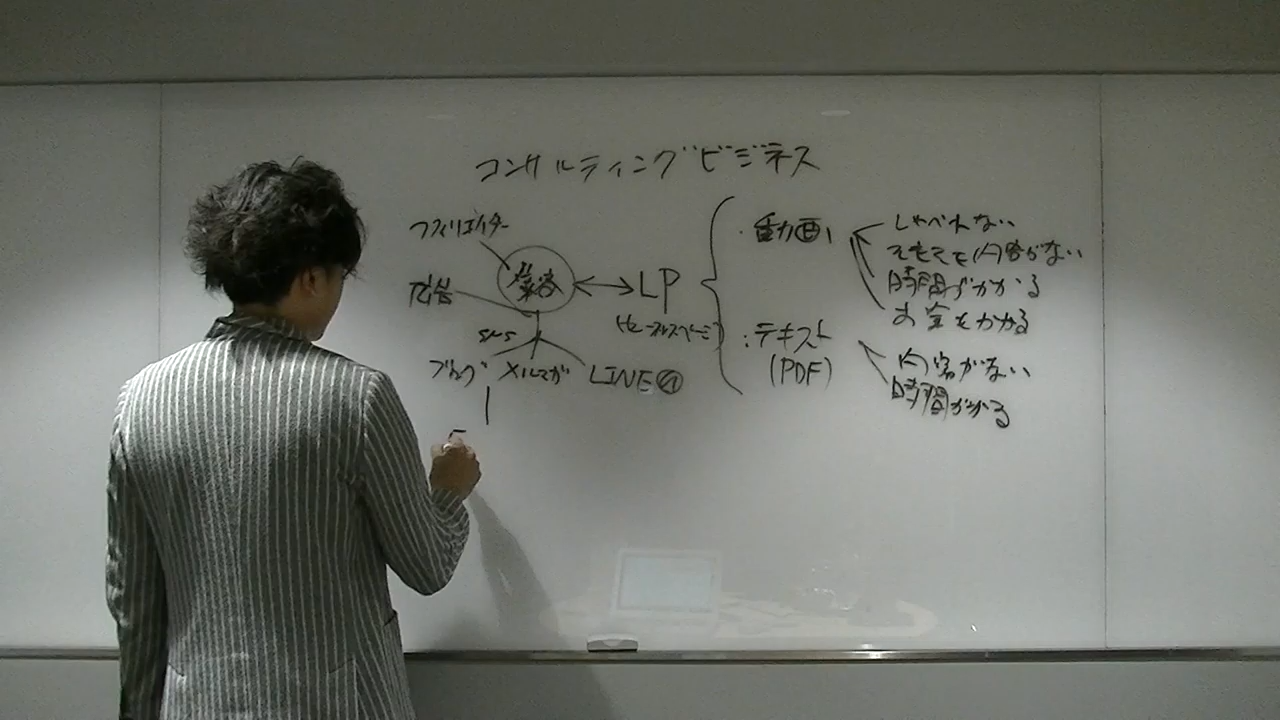 コンサルティングビジネス
アフィリエイター
集客
広告
SNS
ブログ
メルマガ
LINE@
LP
(セールスページ)
・動画
しゃべれない
そもそも内容がない
時間がかかる
お金もかかる
・テキスト
(PDF)
内容がない
時間がかかる